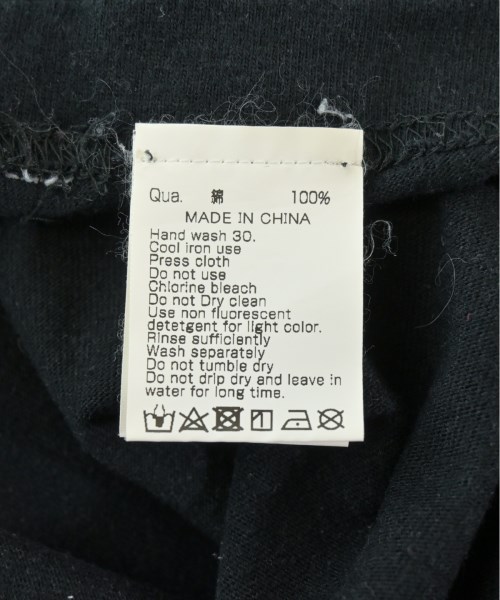 Qua. 綿 100%
MADE IN CHINA
Hand wash 30.
Cool iron use
Press cloth
Do not use
Chlorine bleach
Do not Dry clean
Use non fluorescent
detetgent for light color.
Rinse sufficiently
Wash separately
Do not tumble dry
Do not drip dry and leave in
water for long time.